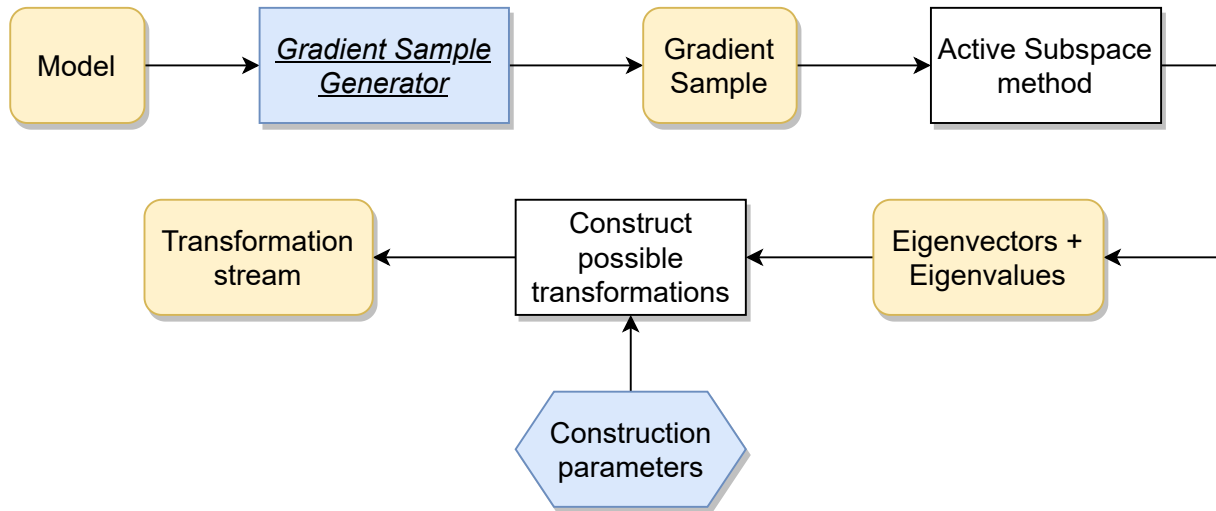 Model
Gradient Sample
Generator
Gradient
Sample
Active Subspace
method
Transformation
stream
Construct
possible
transformations
Eigenvectors +
Eigenvalues
Construction
parameters